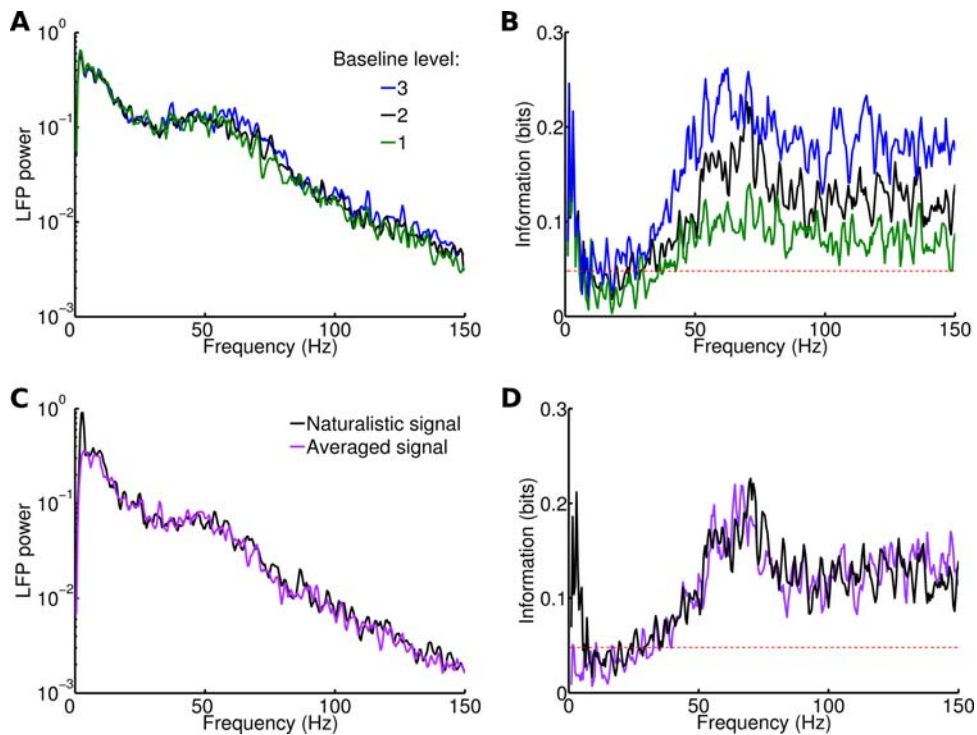 A
10^0
10^-1
10^-2
10^-3
LFP power
Baseline level:
3
2
1
0
50
100
150
Frequency (Hz)
B
0.3
0.2
0.1
0
Information (bits)
0
50
100
150
Frequency (Hz)
C
10^0
10^-1
10^-2
10^-3
LFP power
Naturalistic signal
Averaged signal
0
50
100
150
Frequency (Hz)
D
0.3
0.2
0.1
0
Information (bits)
0
50
100
150
Frequency (Hz)